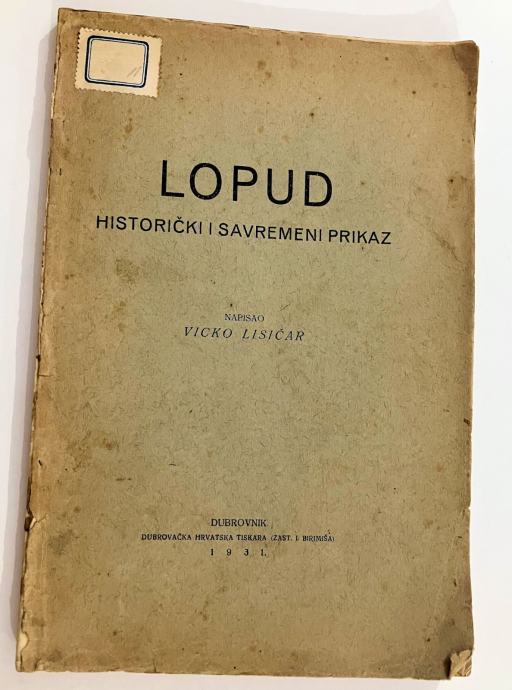 LOPUD
HISTORIČKI I SAVREMENI PRIKAZ
NAPISAO
VICKO LISIČAR
DUBROVNIK
DUBROVAČKA HRVATSKA TISKARA (ZAST. I. BIRIMIŠA)
1931.